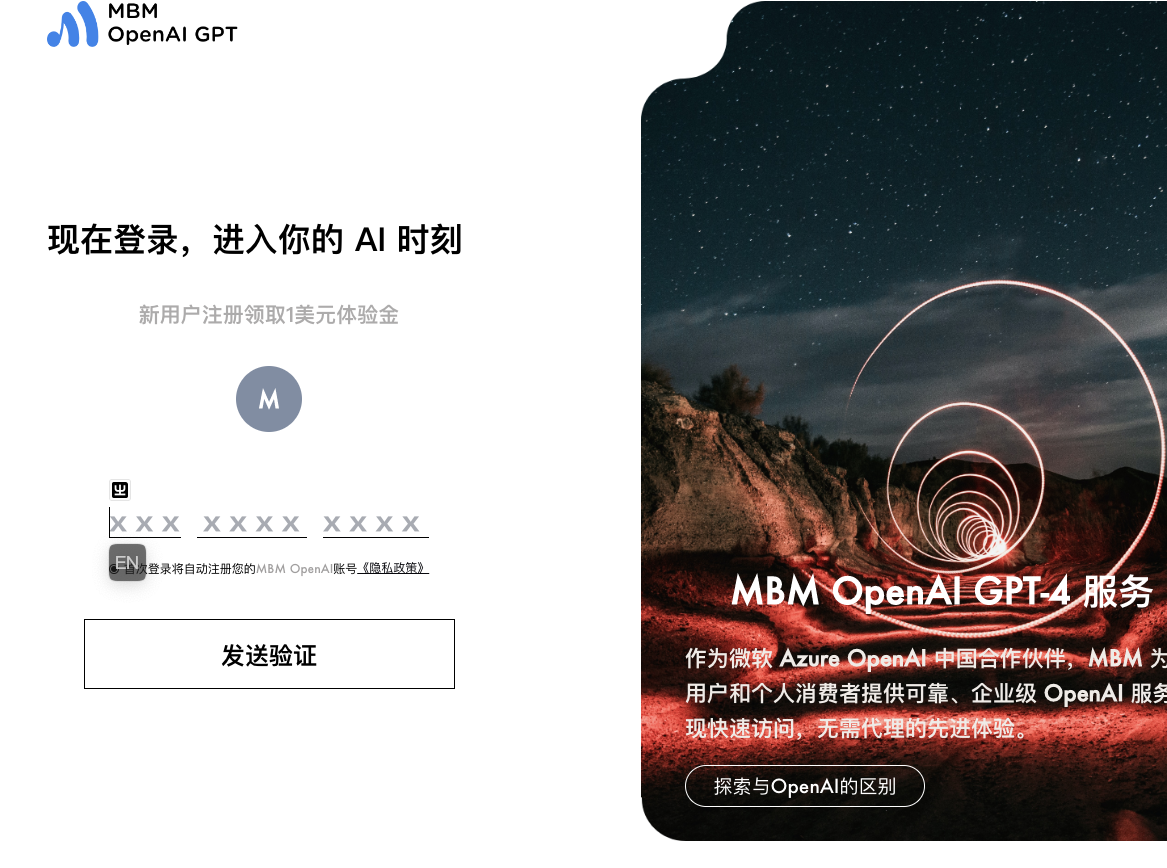 MBM
OpenAI GPT
现在登录，进入你的 AI 时刻
新用户注册领取1美元体验金
M
X X X X X X X X X X X
EN
首次登录将自动注册您的MBM OpenAI账号《隐私政策》
发送验证
MBM OpenAI GPT-4 服务
作为微软 Azure OpenAI 中国合作伙伴，MBM 为
用户和个人消费者提供可靠、企业级 OpenAI 服务
现快速访问，无需代理的先进体验。
探索与OpenAI的区别